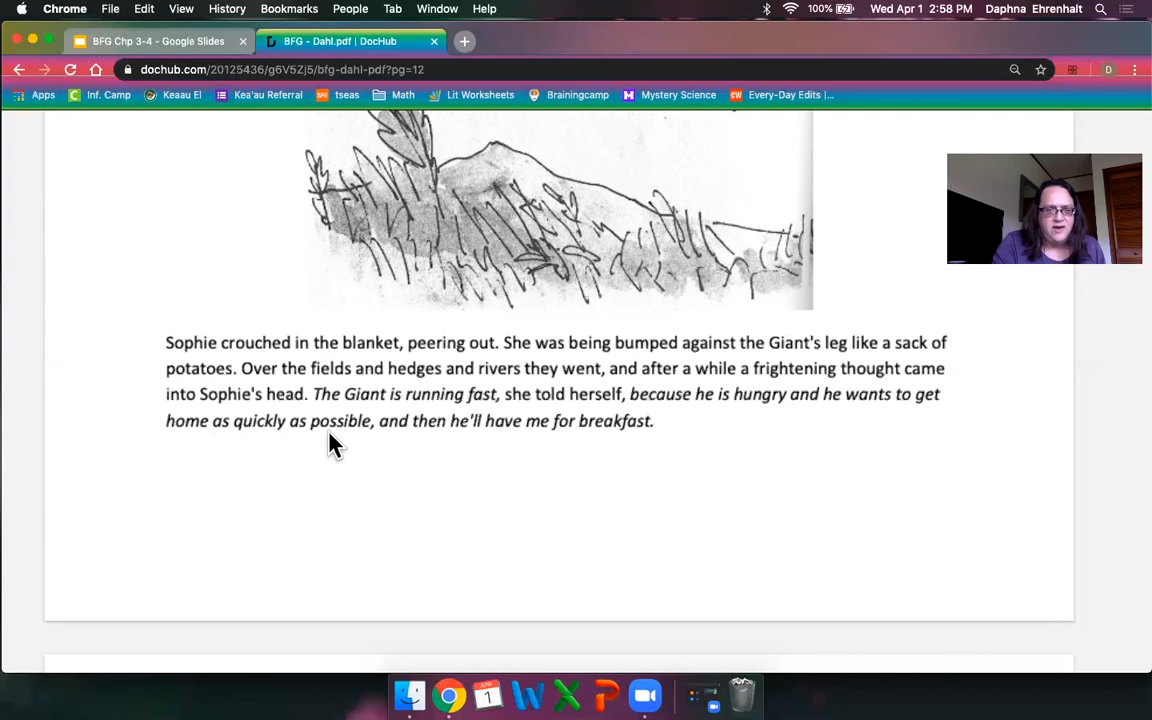 Chrome File Edit View History Bookmarks People Tab Window Help 100% Wed Apr 1 2:58 PM Daphna Ehrenhalt
BFG Chp 3-4 - Google Slides BFG - Dahl.pdf | DocHub
dochub.com/20125436/g6V5Zj5/bfg-dahl-pdf?pg=12 D
Apps Inf. Camp Keaau El Kea'au Referral tseas Math Lit Worksheets Brainingcamp Mystery Science Every-Day Edits |...
Sophie crouched in the blanket, peering out. She was being bumped against the Giant's leg like a sack of
potatoes. Over the fields and hedges and rivers they went, and after a while a frightening thought came
into Sophie's head. The Giant is running fast, she told herself, because he is hungry and he wants to get
home as quickly as possible, and then he'll have me for breakfast.
APR
1